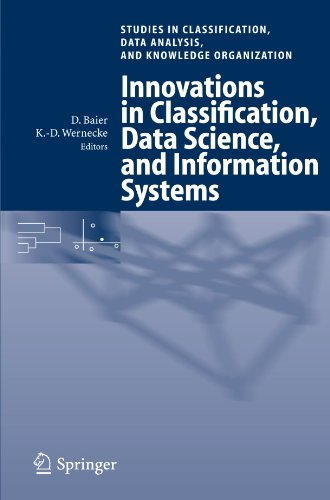 STUDIES IN CLASSIFICATION,
DATA ANALYSIS,
AND KNOWLEDGE ORGANIZATION
D. Baier
K.-D. Wernecke
Editors
Innovations
in Classification,
Data Science,
and Information
Systems
Springer